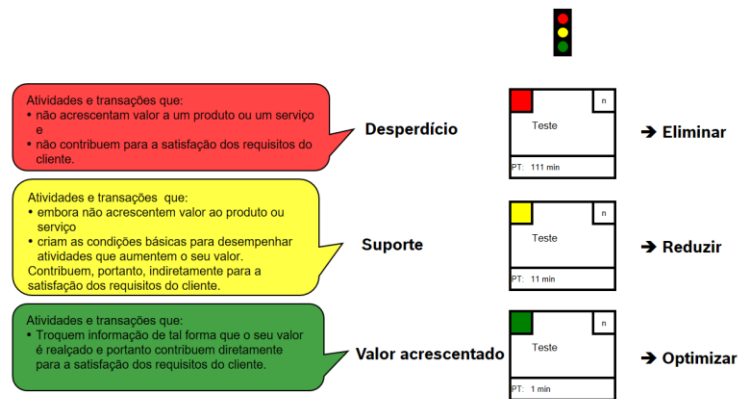 Atividades e transações que:
• não acrescentam valor a um produto ou um serviço
e
• não contribuem para a satisfação dos requisitos do
cliente.
Desperdício
n
Teste
PT: 111 min
➔ Eliminar
Atividades e transações que:
• embora não acrescentem valor ao produto ou
serviço
• criam as condições básicas para desempenhar
atividades que aumentem o seu valor.
Contribuem, portanto, indiretamente para a
satisfação dos requisitos do cliente.
Suporte
n
Teste
PT: 11 min
➔ Reduzir
Atividades e transações que:
• Troquem informação de tal forma que o seu valor
é realçado e portanto contribuem diretamente
para a satisfação dos requisitos do cliente.
Valor acrescentado
n
Teste
PT: 1 min
➔ Optimizar